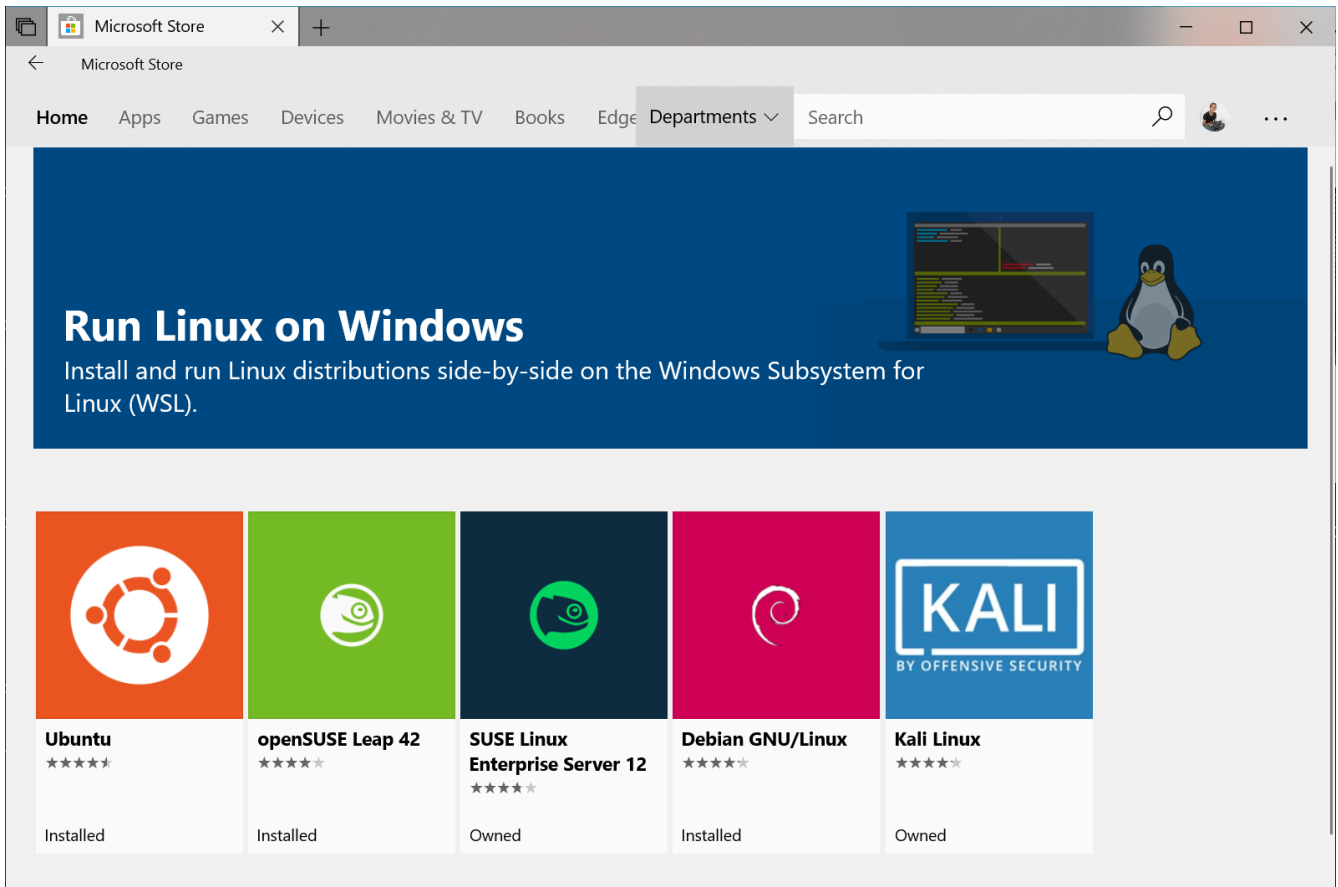 Microsoft Store
Microsoft Store
Home Apps Games Devices Movies & TV Books Edge Departments Search
Run Linux on Windows
Install and run Linux distributions side-by-side on the Windows Subsystem for
Linux (WSL).
KALI
BY OFFENSIVE SECURITY
Ubuntu
Installed
openSUSE Leap 42
Installed
SUSE Linux
Enterprise Server 12
Owned
Debian GNU/Linux
Installed
Kali Linux
Owned